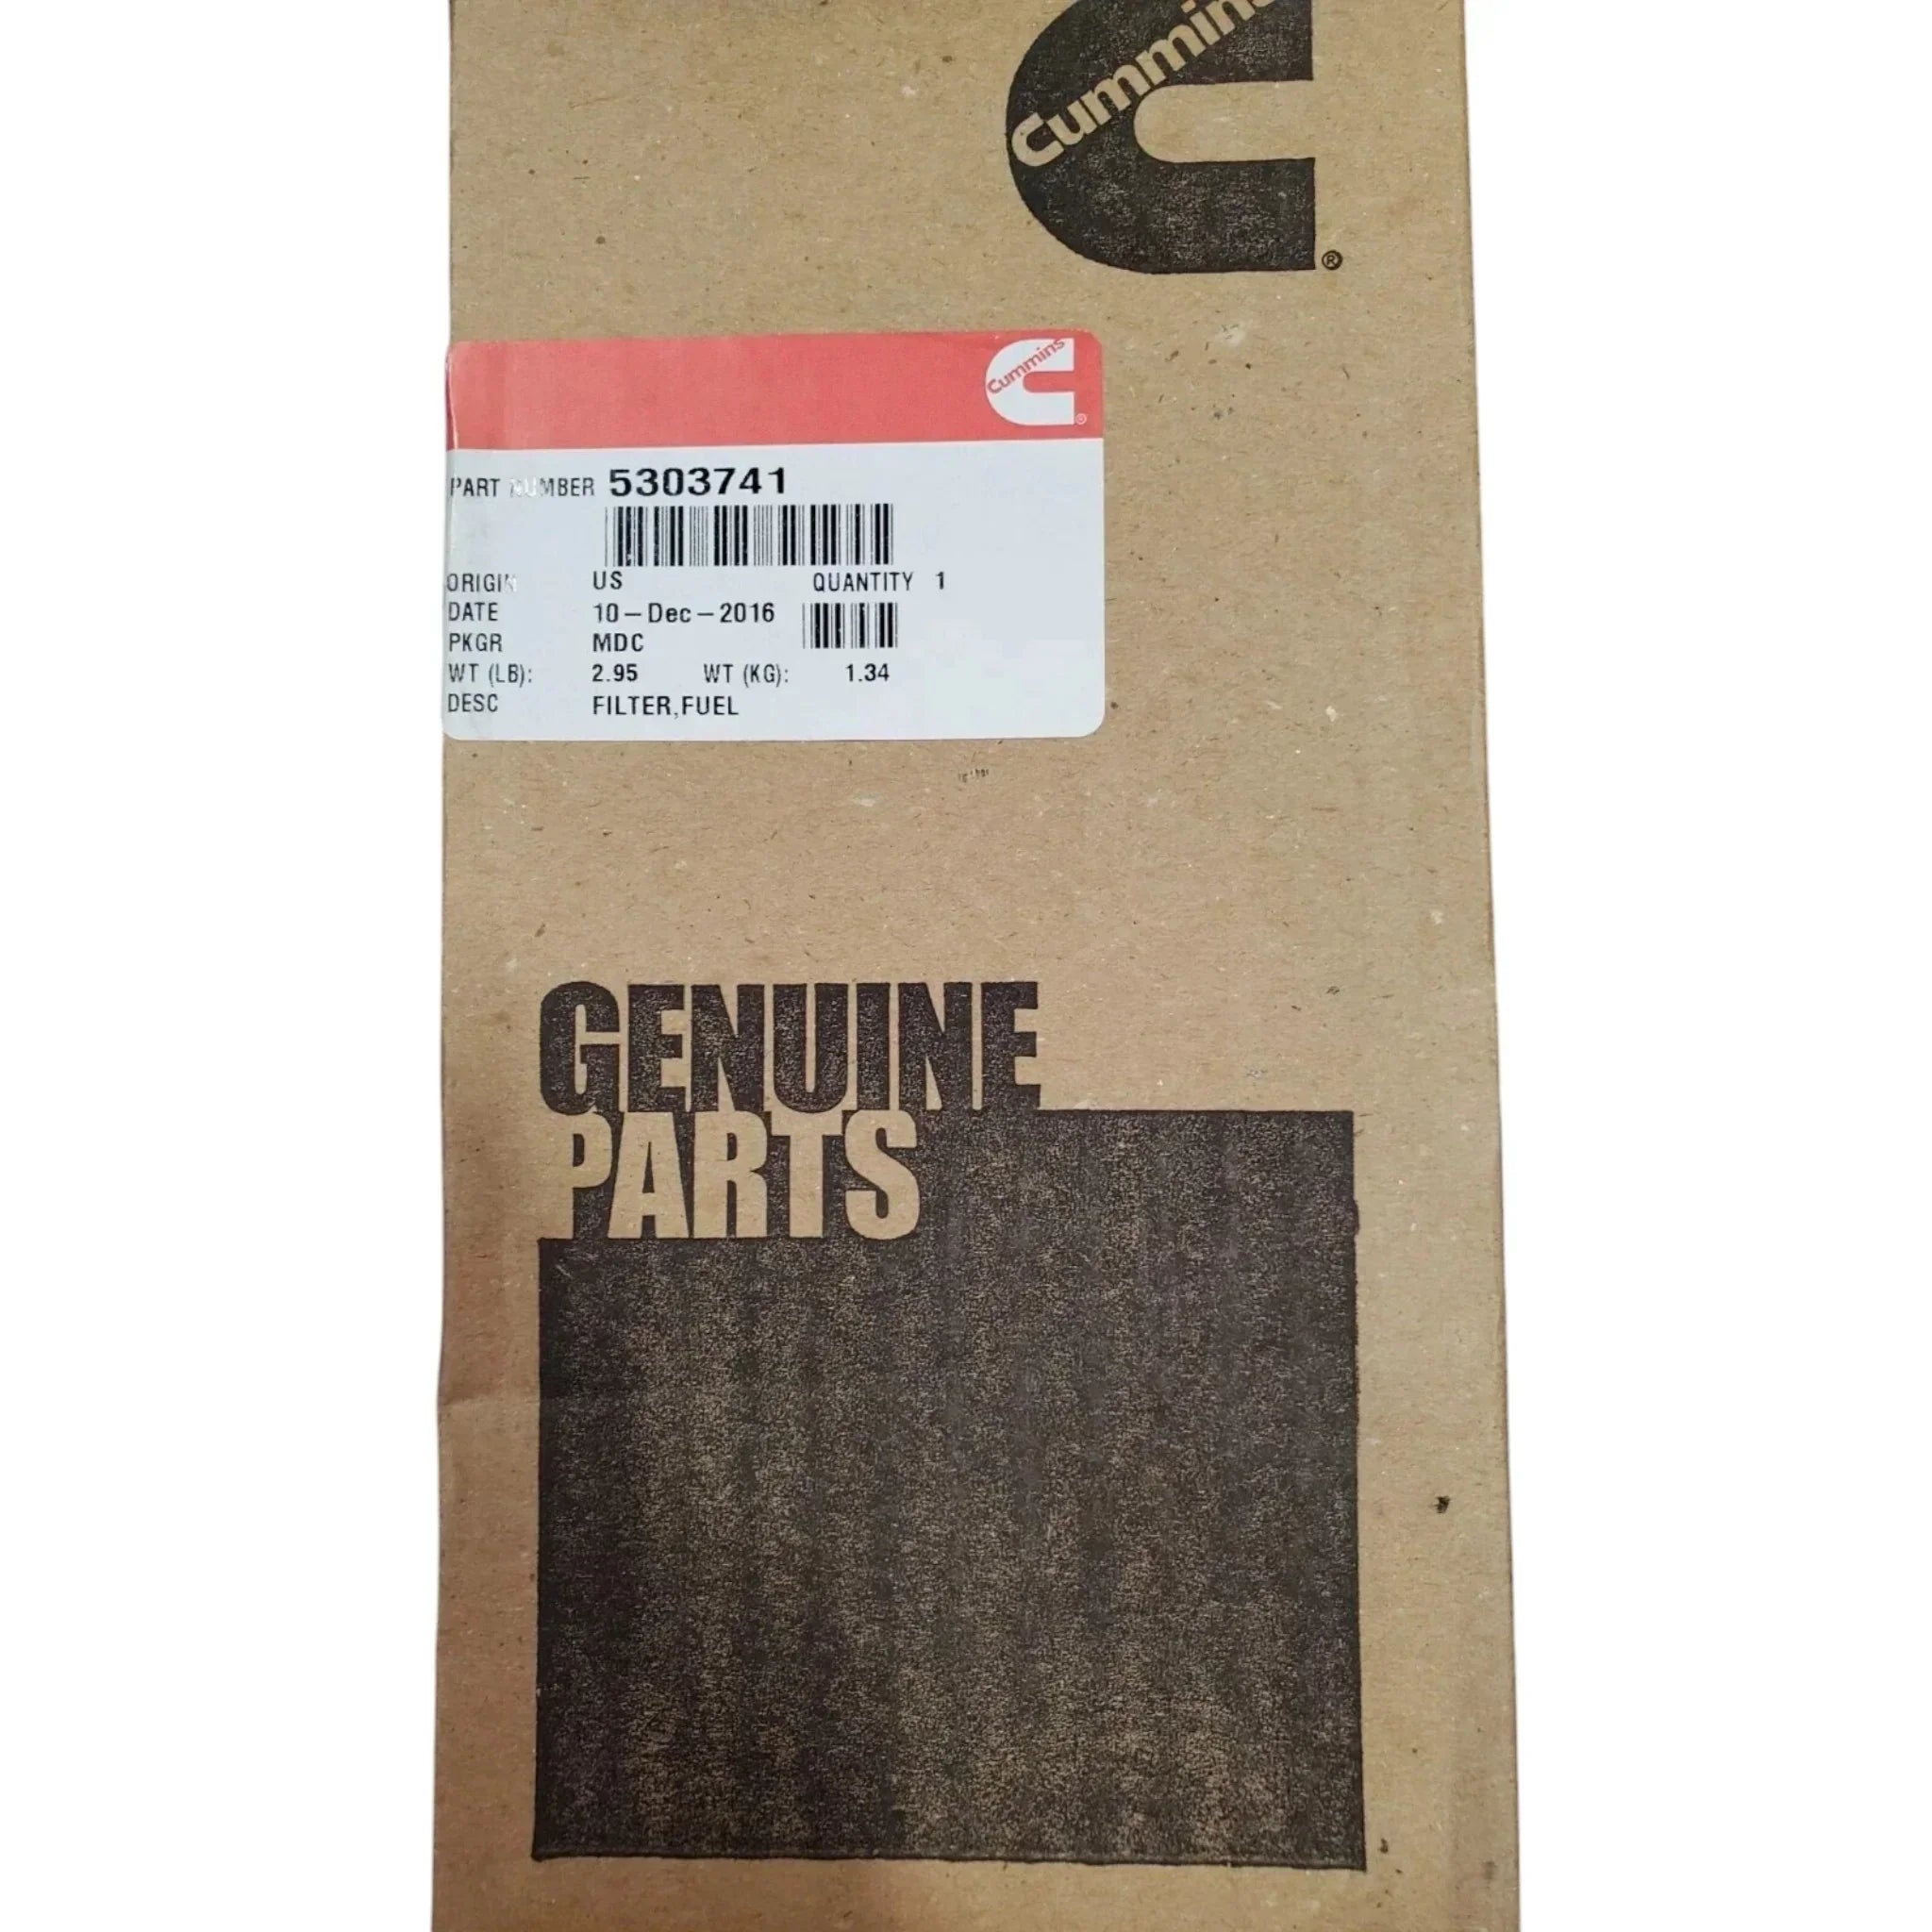 Cummins
®
Cummins
®
PART NUMBER 5303741
ORIGIN US QUANTITY 1
DATE 10-Dec-2016
PKGR MDC
WT (LB): 2.95 WT (KG): 1.34
DESC FILTER,FUEL
GENUINE
PARTS